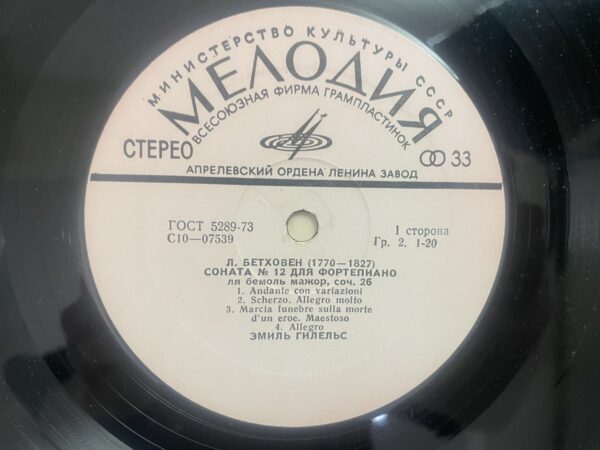 МИНИСТЕРСТВО КУЛЬТУРЫ СССР
МЕЛОДИЯ
ВСЕСОЮЗНАЯ ФИРМА ГРАМПЛАСТИНОК
СТЕРЕО
33
АПРЕЛЕВСКИЙ ОРДЕНА ЛЕНИНА ЗАВОД
ГОСТ 5289-73
С10—07539
1 сторона
Гр. 2. 1-20
Л. БЕТХОВЕН (1770—1827)
СОНАТА № 12 ДЛЯ ФОРТЕПИАНО
ля бемоль мажор, соч. 26
1. Andante con variazioni
2. Scherzo. Allegro molto
3. Marcia funebre sulla morte
d'un eroe. Maestoso
4. Allegro
ЭМИЛЬ ГИЛЕЛЬС